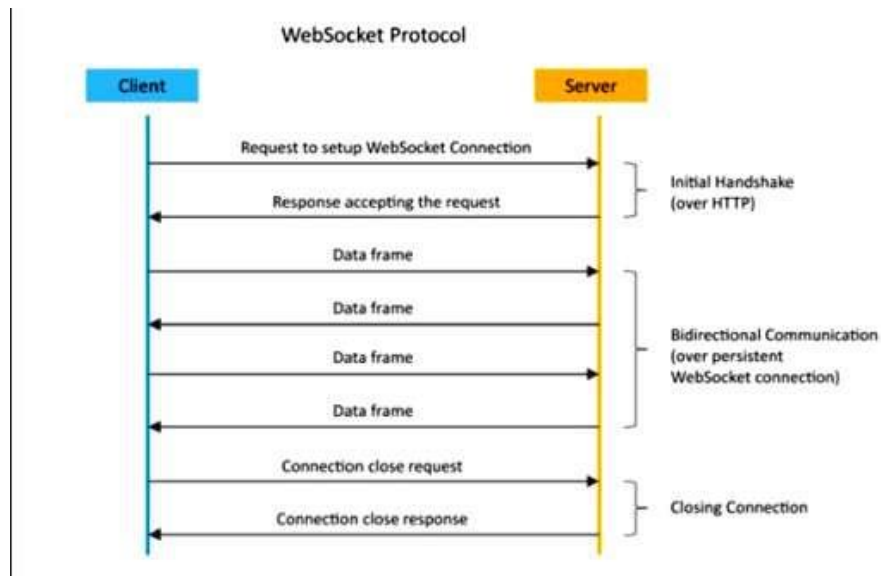 WebSocket Protocol
Client
Server
Request to setup WebSocket Connection
Response accepting the request
Initial Handshake
(over HTTP)
Data frame
Data frame
Data frame
Data frame
Bidirectional Communication
(over persistent
WebSocket connection)
Connection close request
Connection close response
Closing Connection